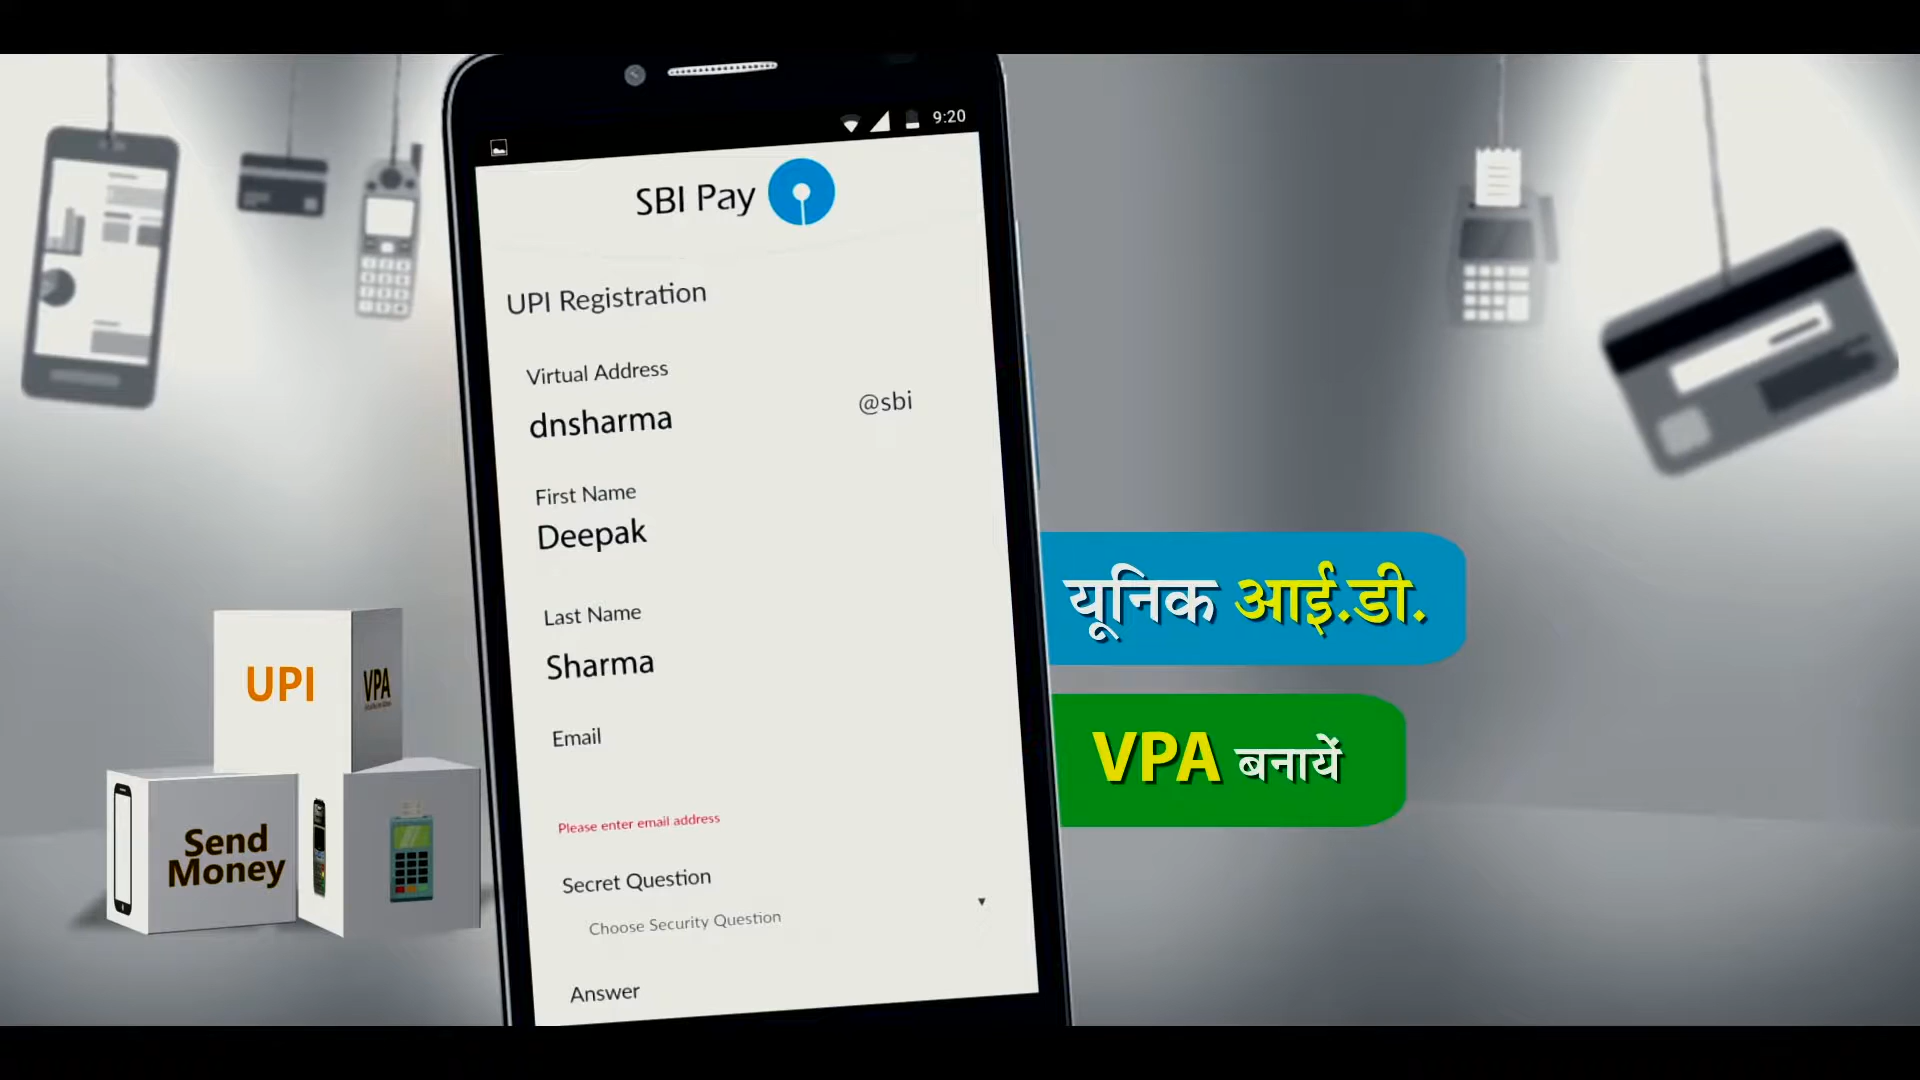 9:20
SBI Pay
UPI Registration
Virtual Address
dnsharma @sbi
First Name
Deepak
Last Name
Sharma
Email
Please enter email address
Secret Question
Choose Security Question
Answer
यूनिक आई.डी.
VPA बनायें
UPI
VPA
Send
Money